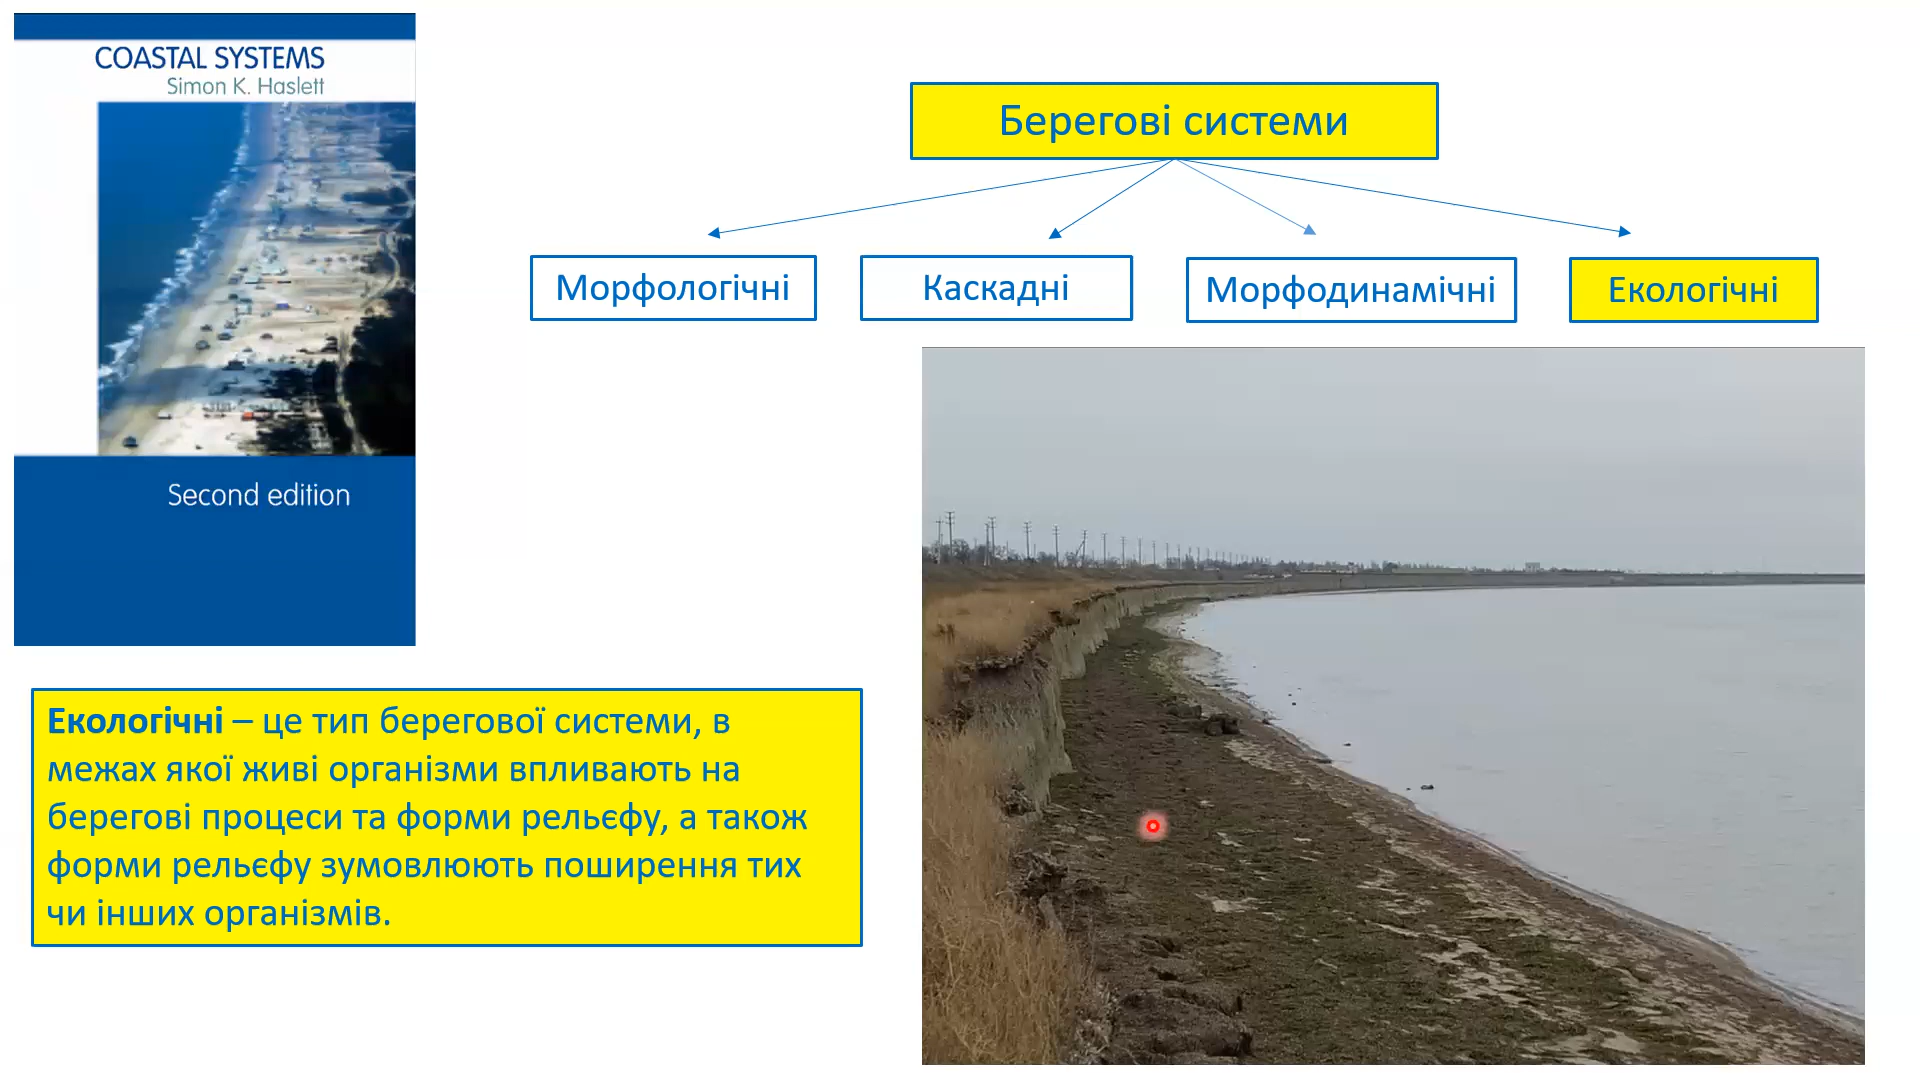 COASTAL SYSTEMS
Simon K. Haslett
Second edition
Берегові системи
Морфологічні
Каскадні
Морфодинамічні
Екологічні
Екологічні – це тип берегової системи, в
межах якої живі організми впливають на
берегові процеси та форми рельєфу, а також
форми рельєфу зумовлюють поширення тих
чи інших організмів.